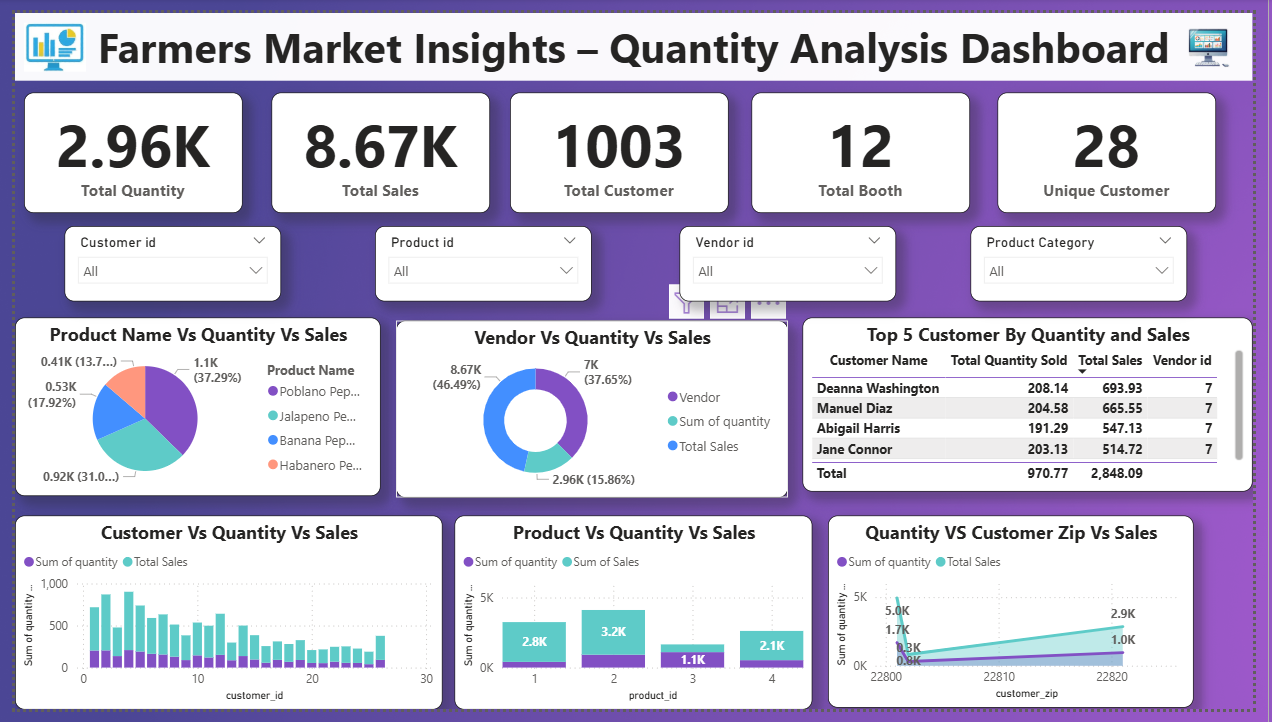 Farmers Market Insights – Quantity Analysis Dashboard
2.96K
Total Quantity
8.67K
Total Sales
1003
Total Customer
12
Total Booth
28
Unique Customer
Customer id
All
Product id
All
Vendor id
All
Product Category
All
Product Name Vs Quantity Vs Sales
0.41K (13.7...)
1.1K
(37.29%)
0.53K
(17.92%)
0.92K (31.0...)
Product Name
Poblano Pep...
Jalapeno Pe...
Banana Pep...
Habanero Pe...
Vendor Vs Quantity Vs Sales
8.67K
(46.49%)
7K
(37.65%)
2.96K (15.86%)
Vendor
Sum of quantity
Total Sales
Top 5 Customer By Quantity and Sales
Customer Name Total Quantity Sold Total Sales Vendor id
Deanna Washington 208.14 693.93 7
Manuel Diaz 204.58 665.55 7
Abigail Harris 191.29 547.13 7
Jane Connor 203.13 514.72 7
Total 970.77 2,848.09
Customer Vs Quantity Vs Sales
Sum of quantity Total Sales
Sum of quantity ...
1,000
500
0
0 10 20 30
customer_id
Product Vs Quantity Vs Sales
Sum of quantity Sum of Sales
Sum of quantity ...
5K
0K
2.8K
3.2K
1.1K
2.1K
1 2 3 4
product_id
Quantity VS Customer Zip Vs Sales
Sum of quantity Total Sales
Sum of quantity ...
5K
0K
5.0K
1.7K
0.3K
2.9K
1.0K
22800 22810 22820
customer_zip